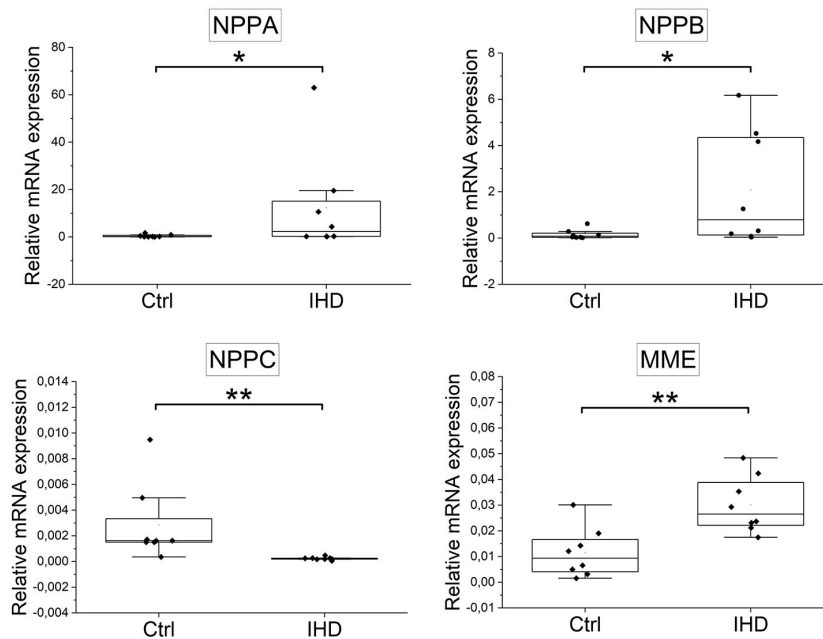 NPPA
Relative mRNA expression
80
60
40
20
0
-20
*
Ctrl
IHD
NPPB
Relative mRNA expression
8
6
4
2
0
-2
*
Ctrl
IHD
NPPC
Relative mRNA expression
0,014
0,012
0,010
0,008
0,006
0,004
0,002
0,000
-0,002
-0,004
**
Ctrl
IHD
MME
Relative mRNA expression
0,08
0,07
0,06
0,05
0,04
0,03
0,02
0,01
0,00
-0,01
**
Ctrl
IHD